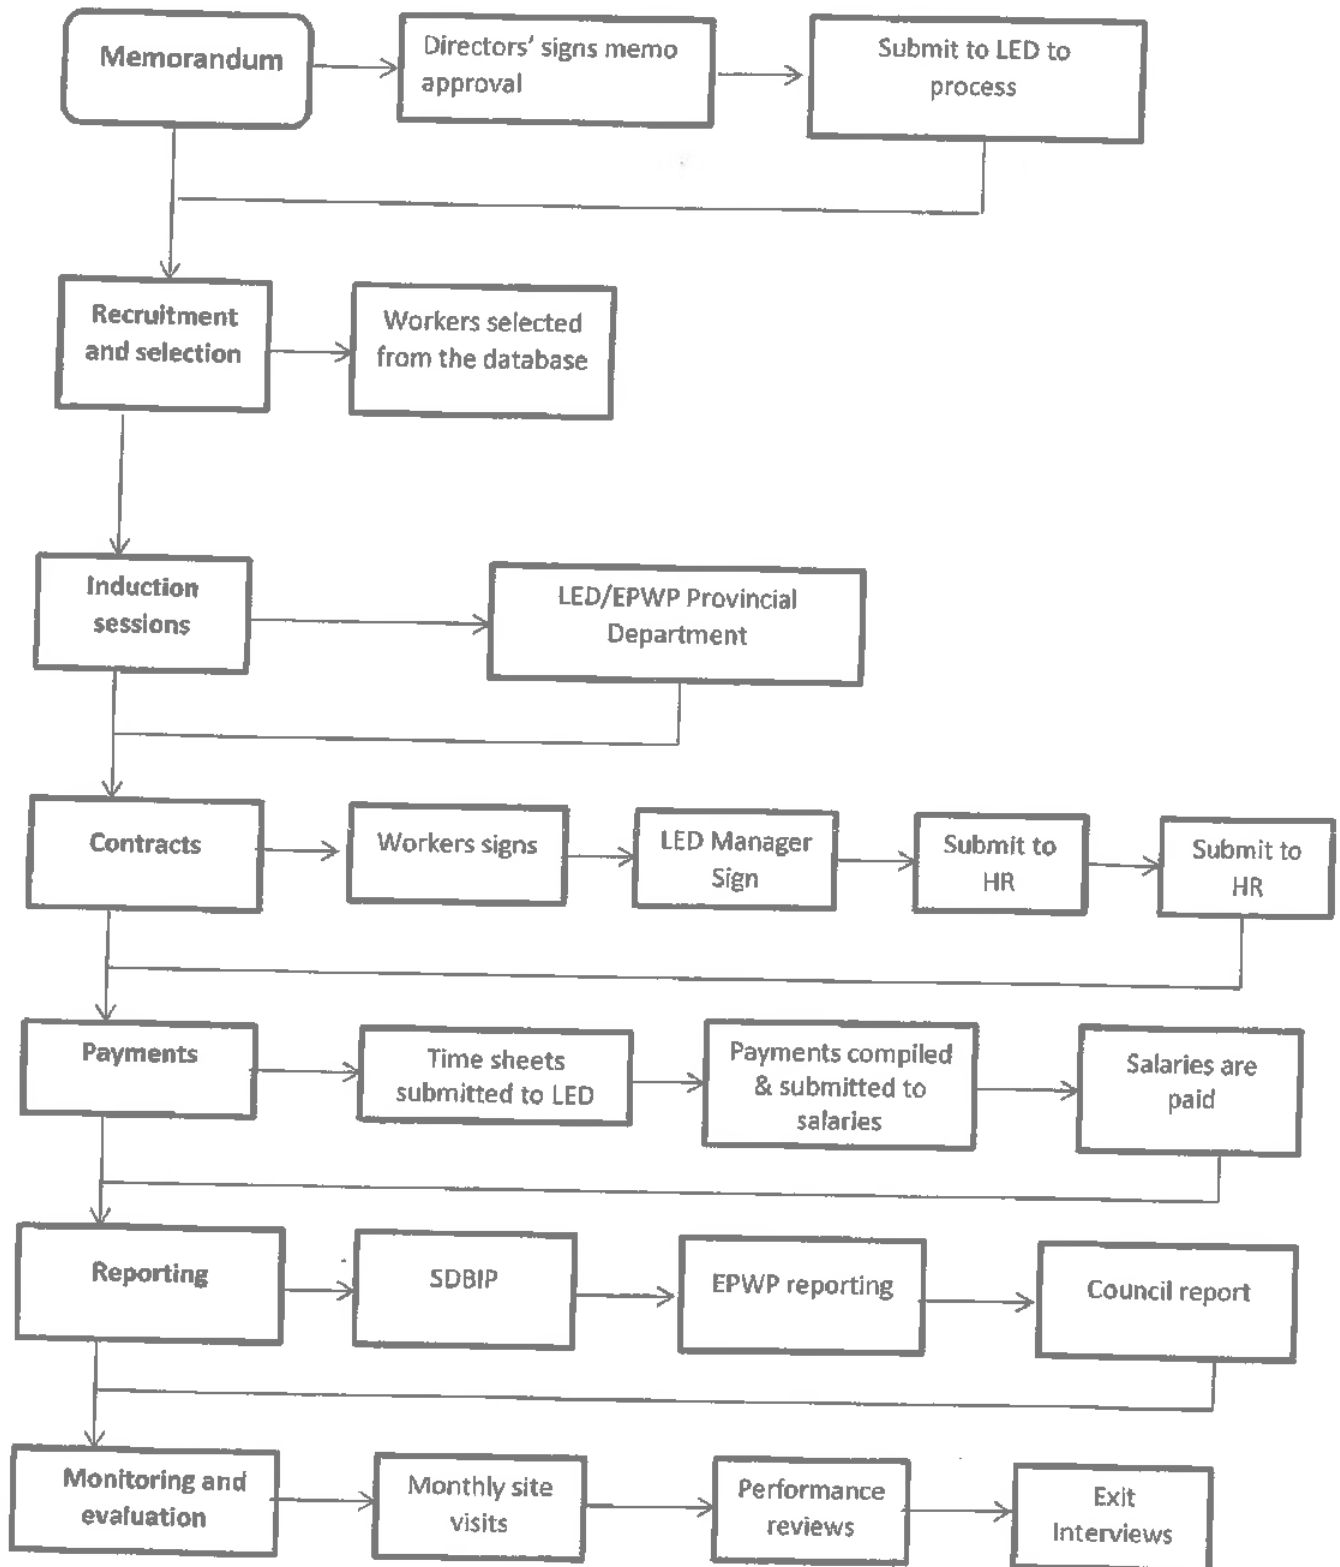 Memorandum
Directors' signs memo
approval
Submit to LED to
process
Recruitment
and selection
Workers selected
from the database
Induction
sessions
LED/EPWP Provincial
Department
Contracts
Workers signs
LED Manager
Sign
Submit to
HR
Submit to
HR
Payments
Time sheets
submitted to LED
Payments compiled
& submitted to
salaries
Salaries are
paid
Reporting
SDBIP
EPWP reporting
Council report
Monitoring and
evaluation
Monthly site
visits
Performance
reviews
Exit
Interviews